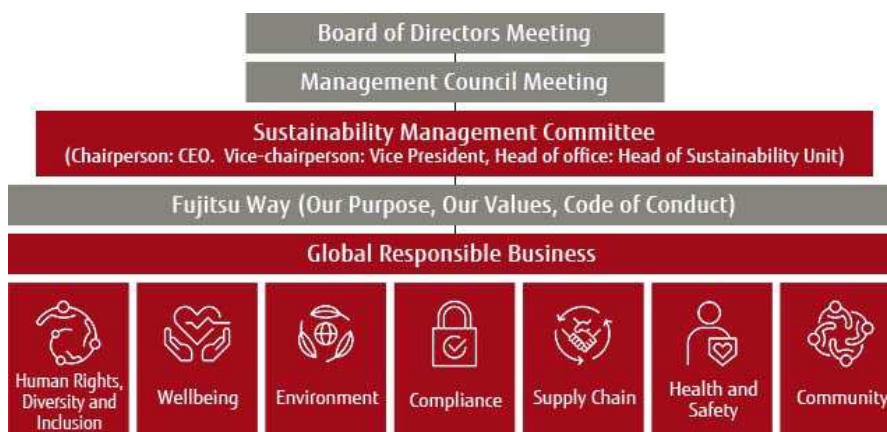 Board of Directors Meeting
Management Council Meeting
Sustainability Management Committee
(Chairperson: CEO. Vice-chairperson: Vice President, Head of office: Head of Sustainability Unit)
Fujitsu Way (Our Purpose, Our Values, Code of Conduct)
Global Responsible Business
Human Rights,
Diversity and
Inclusion
Wellbeing
Environment
Compliance
Supply Chain
Health and
Safety
Community